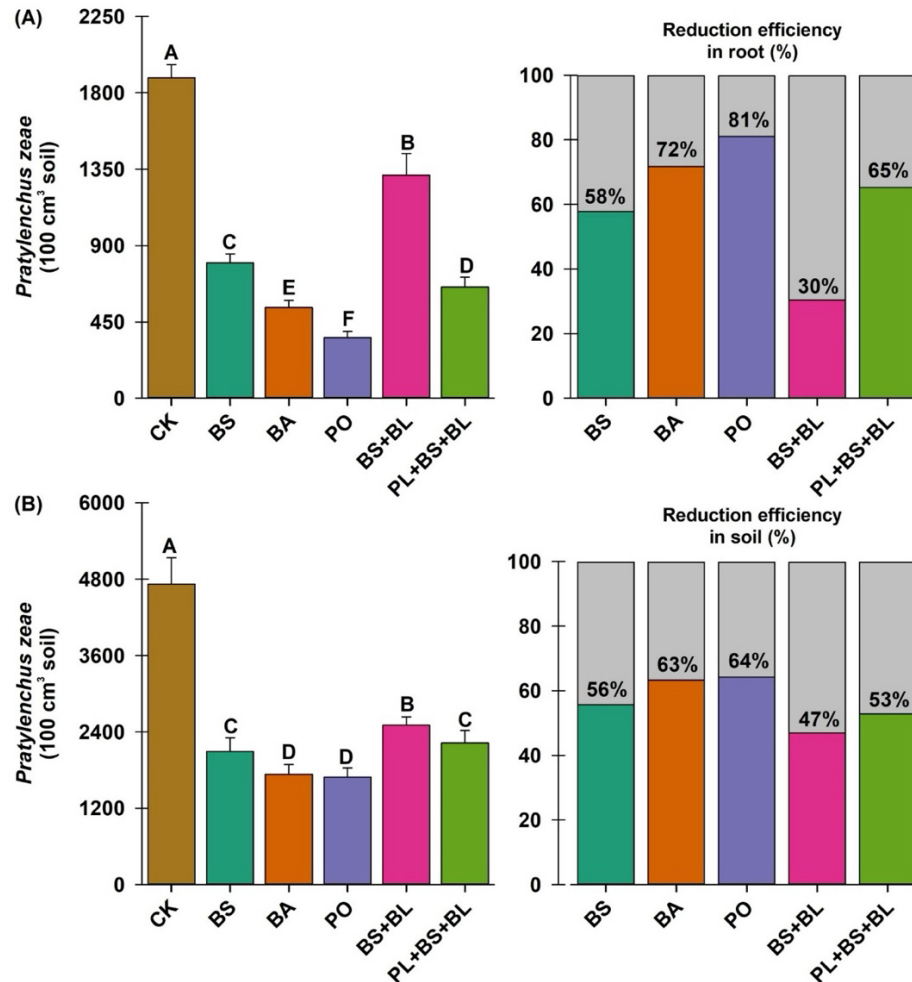 (A)
Pratylenchus zeae
(100 cm³ soil)
2250
1800
1350
900
450
0
A
C
E
F
B
D
CK
BS
BA
PO
BS+BL
PL+BS+BL
Reduction efficiency
in root (%)
100
80
60
40
20
0
58%
72%
81%
30%
65%
BS
BA
PO
BS+BL
PL+BS+BL
(B)
Pratylenchus zeae
(100 cm³ soil)
6000
4800
3600
2400
1200
0
A
C
D
D
B
C
CK
BS
BA
PO
BS+BL
PL+BS+BL
Reduction efficiency
in soil (%)
100
80
60
40
20
0
56%
63%
64%
47%
53%
BS
BA
PO
BS+BL
PL+BS+BL